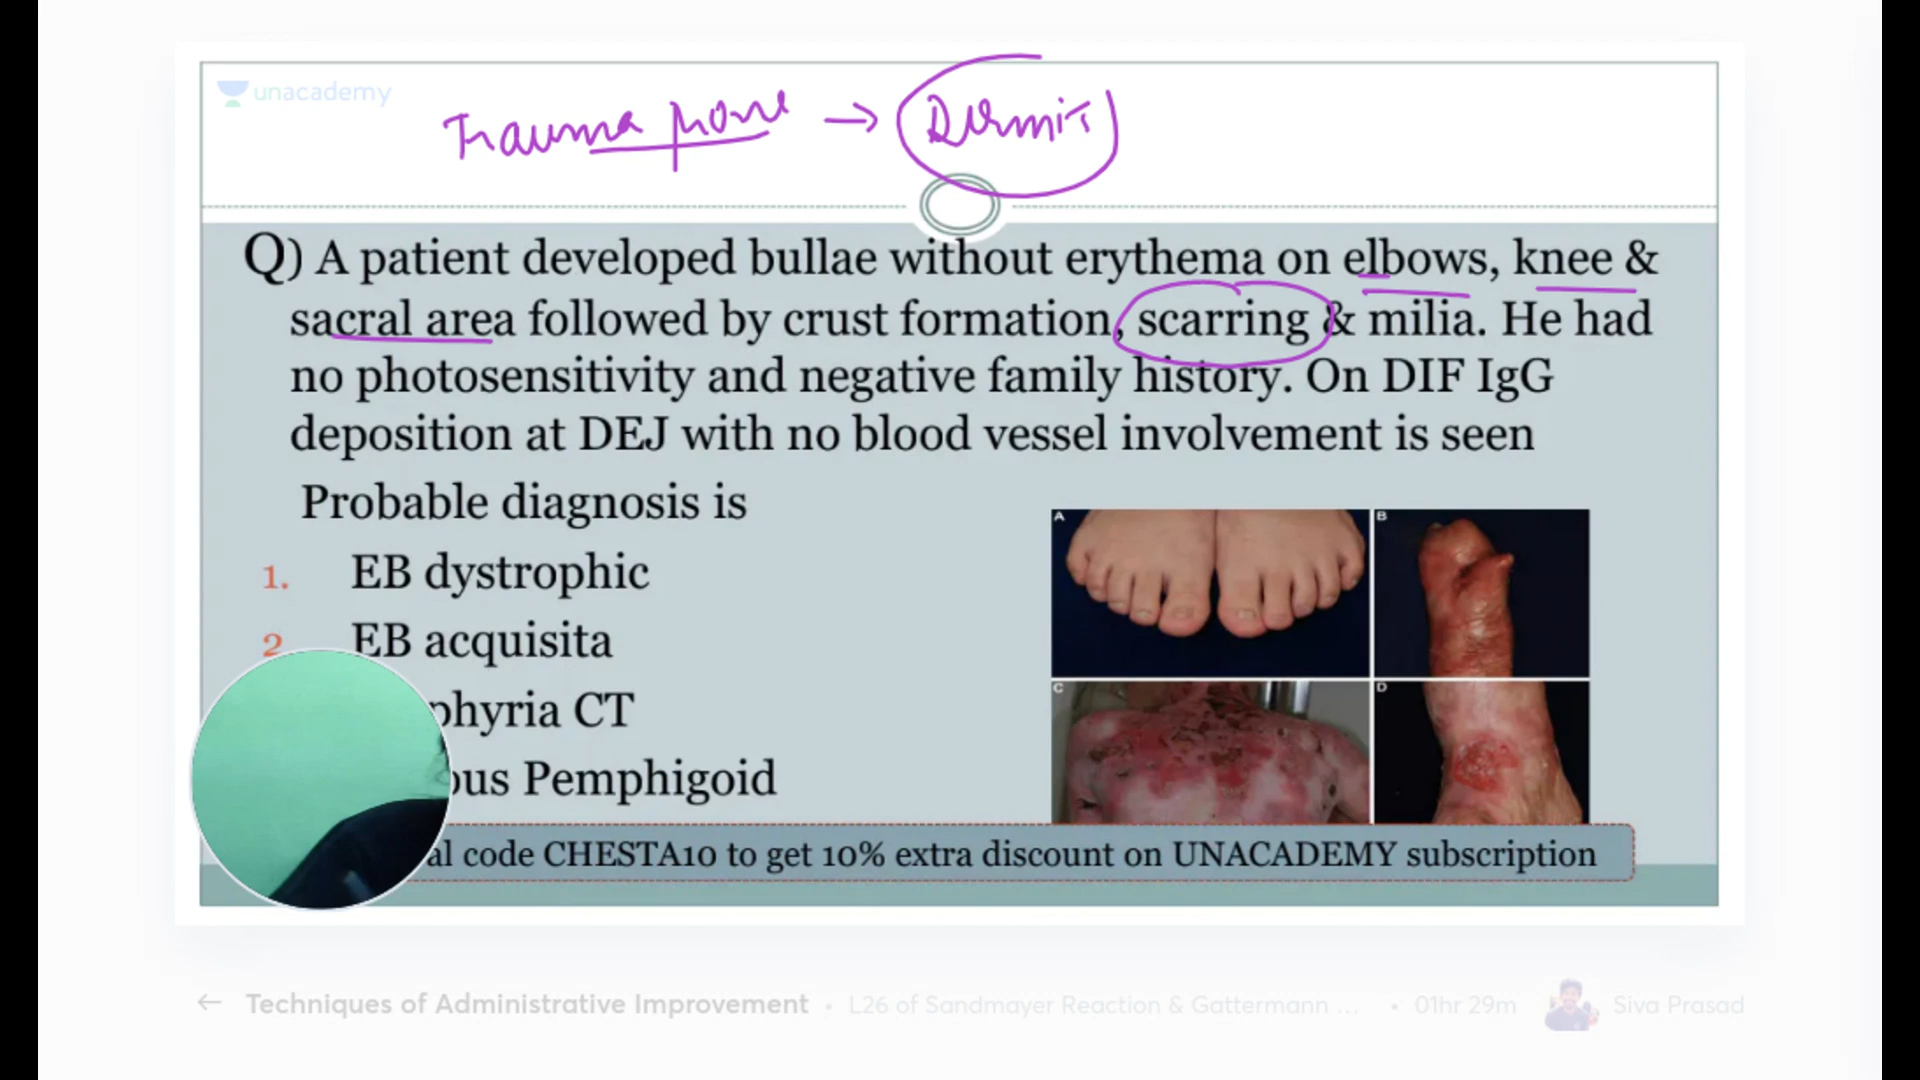 unacademy
Trauma prone → Dermis
Q) A patient developed bullae without erythema on elbows, knee &
sacral area followed by crust formation, scarring & milia. He had
no photosensitivity and negative family history. On DIF IgG
deposition at DEJ with no blood vessel involvement is seen
Probable diagnosis is
1. EB dystrophic
2 EB acquisita
phyria CT
ous Pemphigoid
A
B
C
D
al code CHESTA10 to get 10% extra discount on UNACADEMY subscription
← Techniques of Administrative Improvement • L26 of Sandmayer Reaction & Gattermann ... • 01hr 29m Siva Prasad